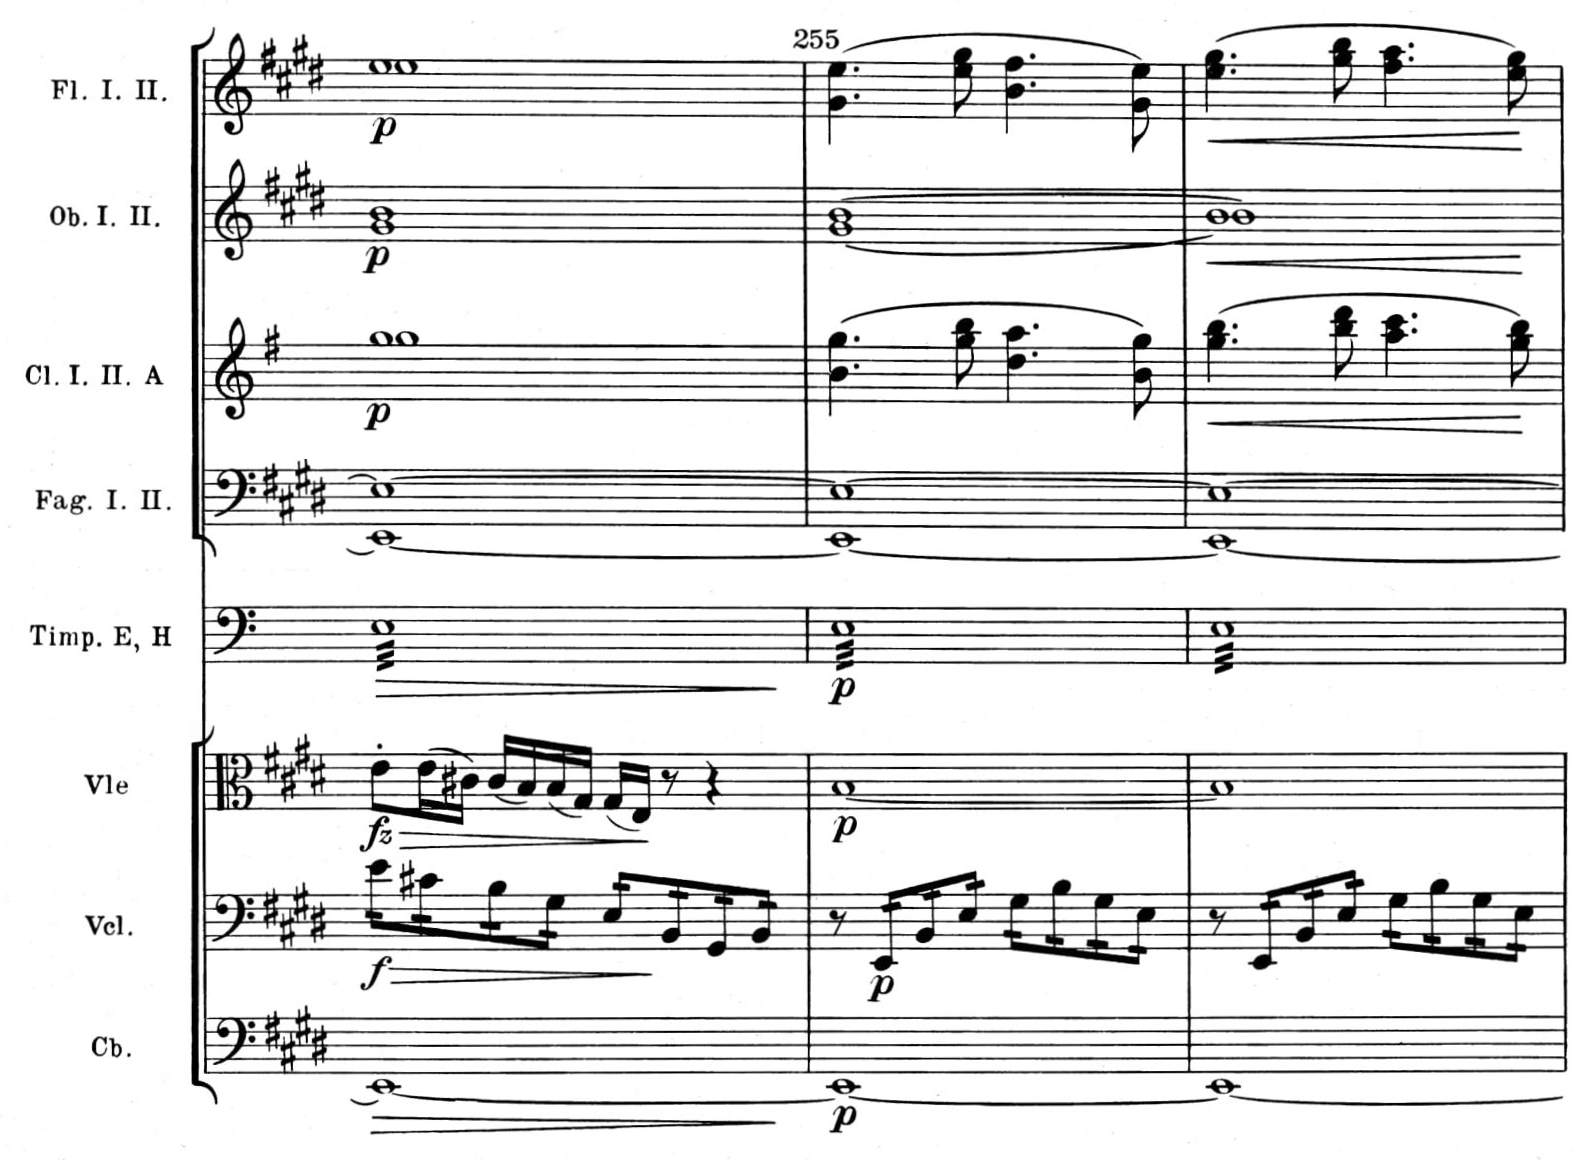 255
Fl. I. II.
p
Ob. I. II.
p
Cl. I. II. A
p
Fag. I. II.
Timp. E, H
p
Vle
fz p
Vcl.
f p
Cb.
p